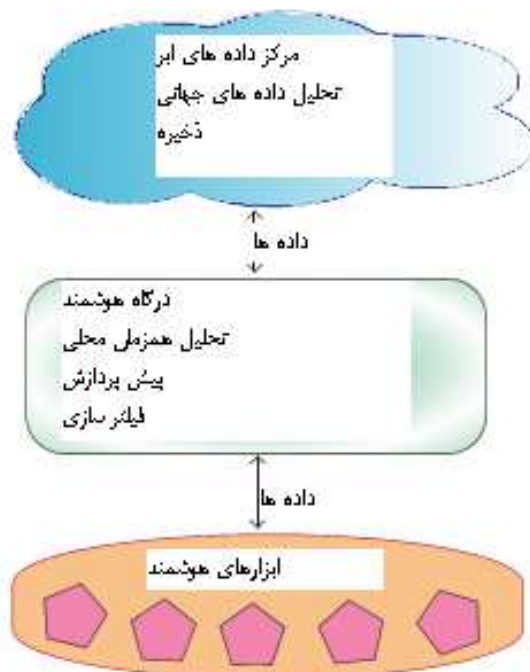 مرکز داده های ابر
تحلیل داده های جهانی
ذخیره
داده ها
درگاه هوشمند
تحلیل همزملی محلی
پیش پردازش
فیلتر سازی
داده ها
ابزارهای هوشمند